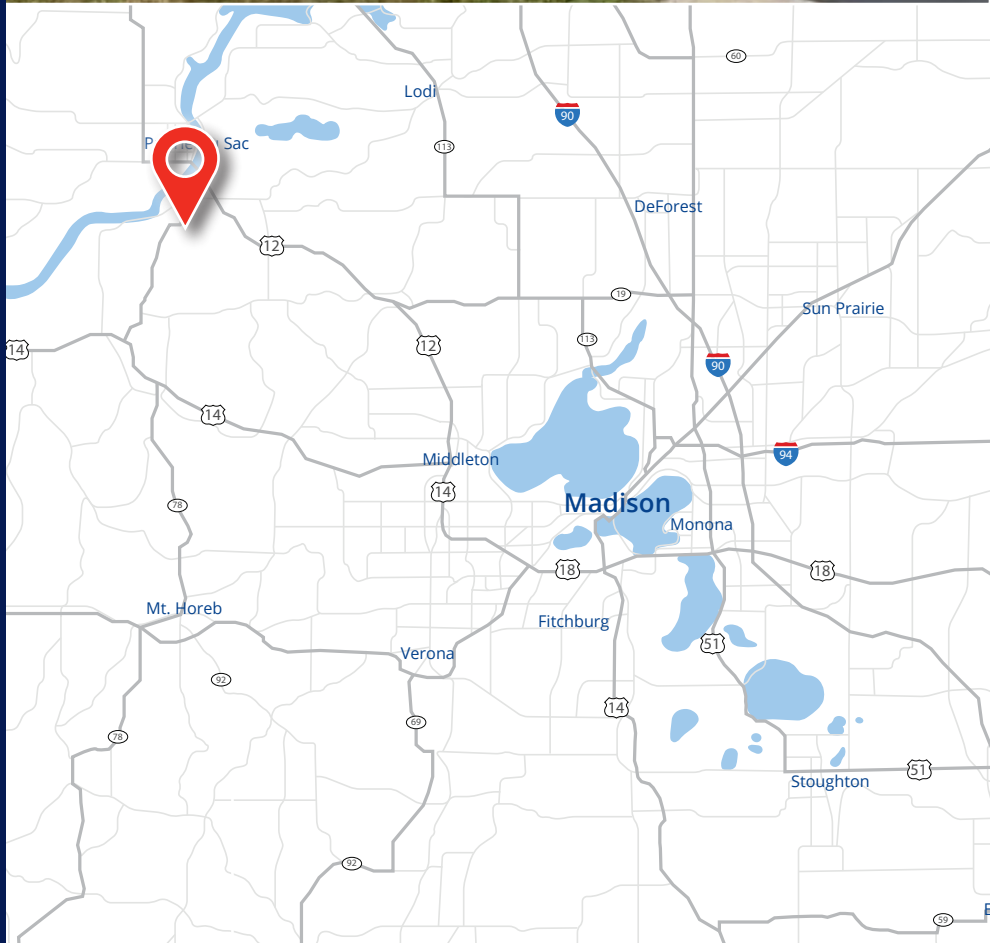 60
Lodi
90
Sac
113
DeForest
12
19
Sun Prairie
113
12
14
90
14
94
Middleton
14
Madison
Monona
78
18
18
Mt. Horeb
Fitchburg
51
Verona
92
14
69
78
51
Stoughton
92
59